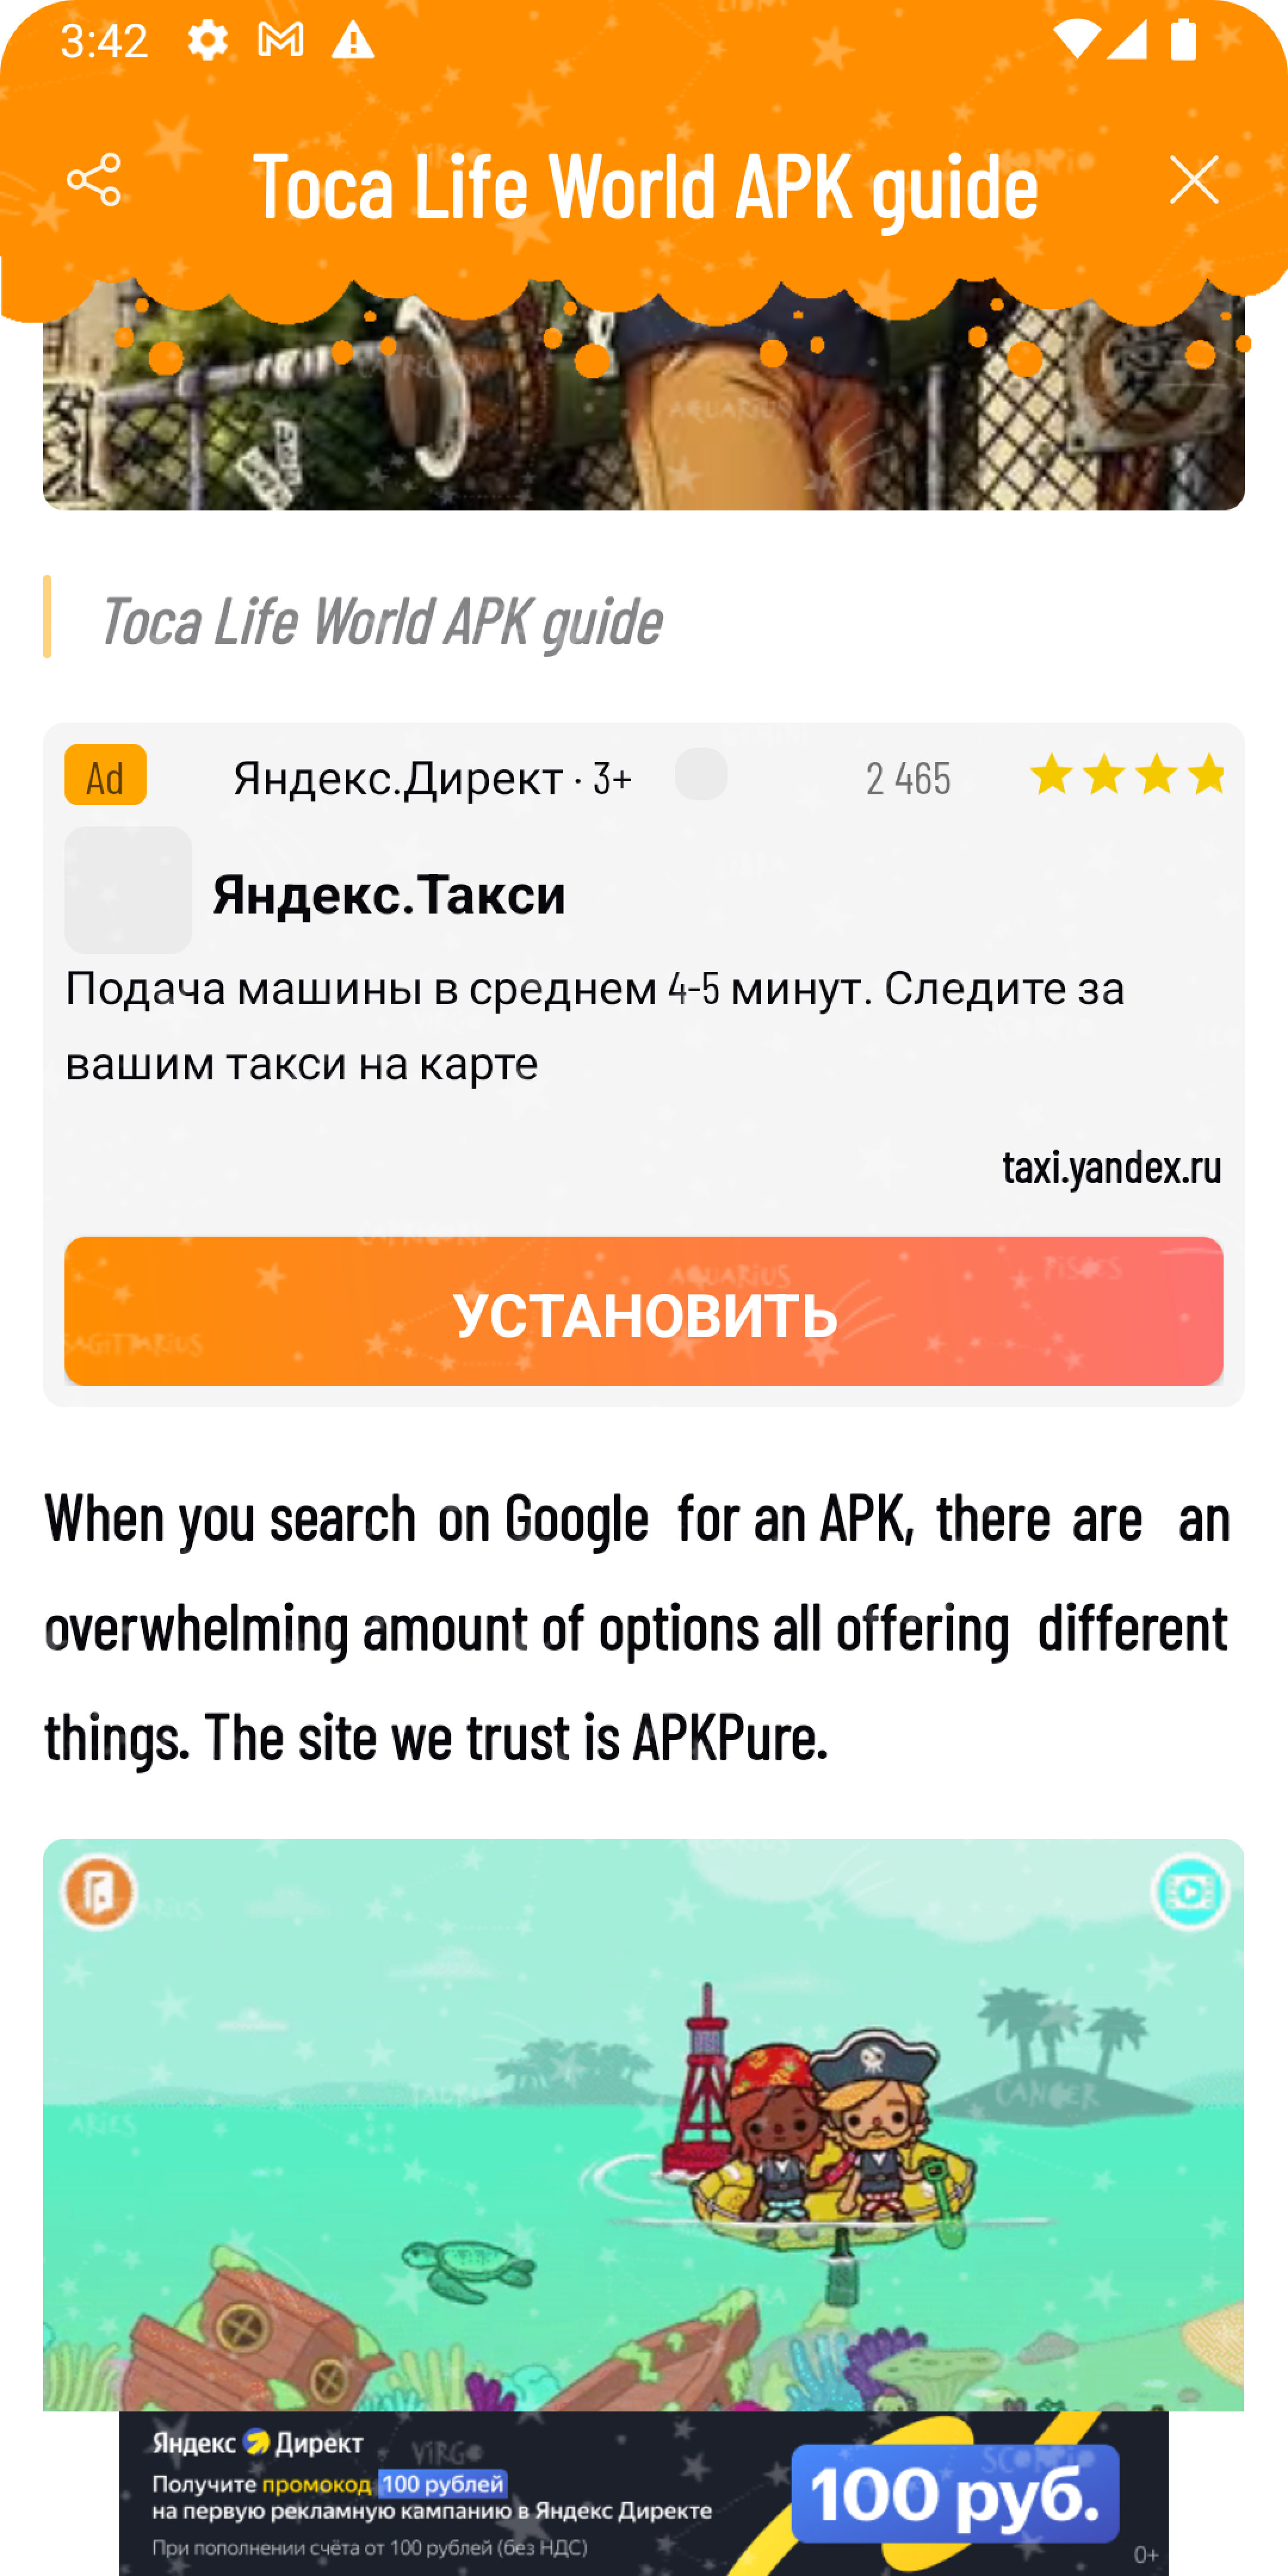 3:42
Toca Life World APK guide
Toca Life World APK guide
Ad
Яндекс.Директ · 3+
2 465
Яндекс.Такси
Подача машины в среднем 4-5 минут. Следите за
вашим такси на карте
taxi.yandex.ru
УСТАНОВИТЬ
When you search on Google for an APK, there are an
overwhelming amount of options all offering different
things. The site we trust is APKPure.
Яндекс Директ
Получите промокод 100 рублей
на первую рекламную кампанию в Яндекс Директе
При пополнении счёта от 100 рублей (без НДС)
100 руб.
0+